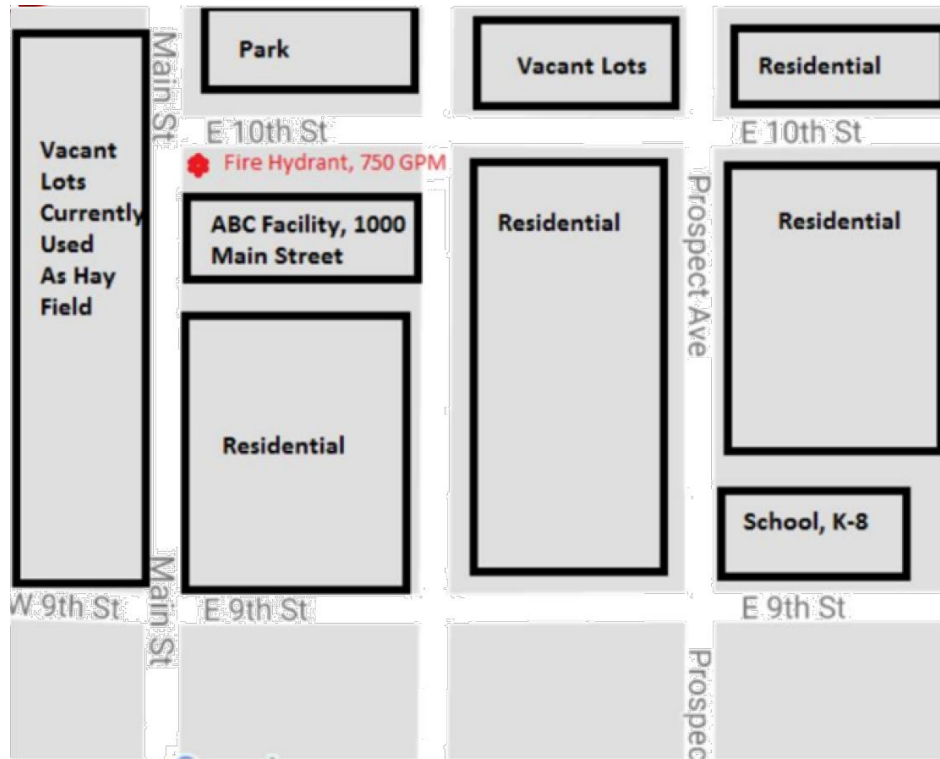 Main St
Park
Vacant Lots
Residential
E 10th St
E 10th St
Vacant
Lots
Currently
Used
As Hay
Field
Fire Hydrant, 750 GPM
ABC Facility, 1000
Main Street
Residential
Prospect Ave
Residential
Residential
School, K-8
W 9th St
Main St
E 9th St
E 9th St
Prospec